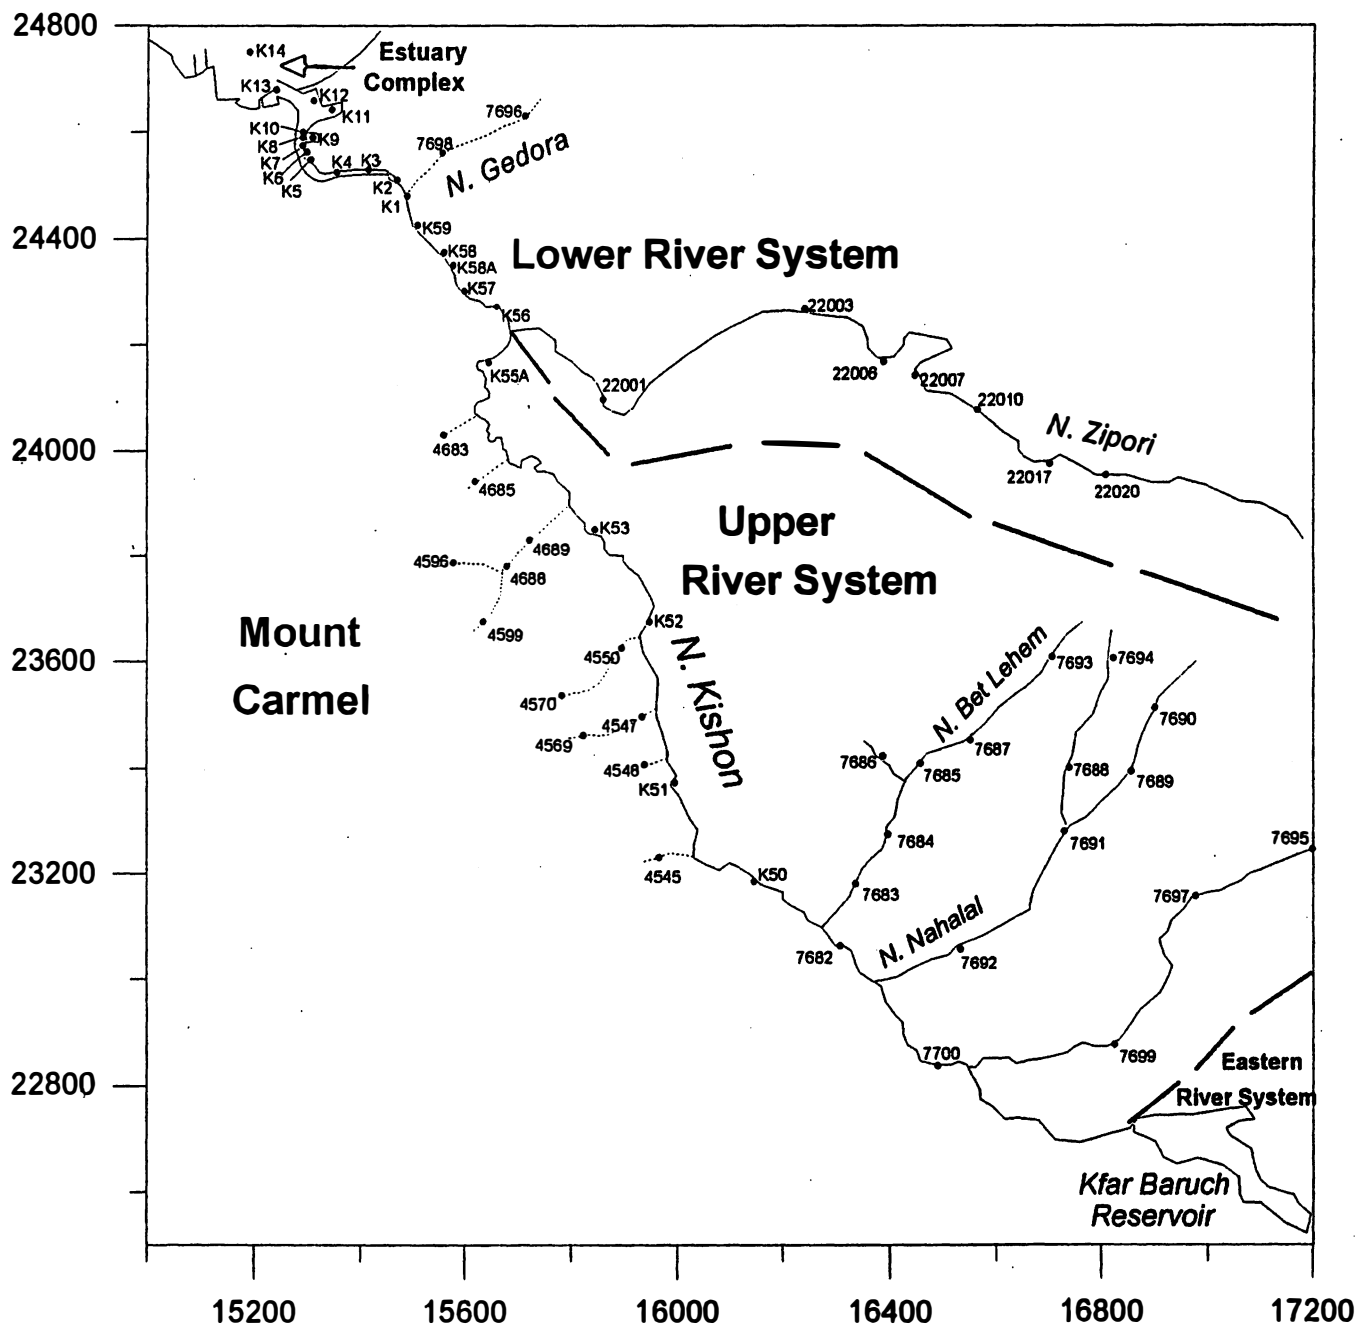 24800
K14
Estuary
Complex
K13
K12
K11
7696
K10
K9
K8
7698
K7
K4
K3
N. Gedora
K6
K5
K2
K1
K59
24400
K58
Lower River System
K58A
K57
22003
K56
K55A
22006
22007
22001
22010
N. Zipori
4683
24000
22017
22020
4685
Upper
K53
4689
4596
4688
River System
Mount
4599
K52
4550
N. Kishon
N. Bet Lehem
23600
7693
7694
Carmel
4570
7690
4547
4569
7687
7686
7685
7688
7689
4548
K51
7684
7691
7695
23200
4545
K50
7683
7697
N. Nahalal
7682
7692
7700
7699
Eastern
22800
River System
Kfar Baruch
Reservoir
15200
15600
16000
16400
16800
17200